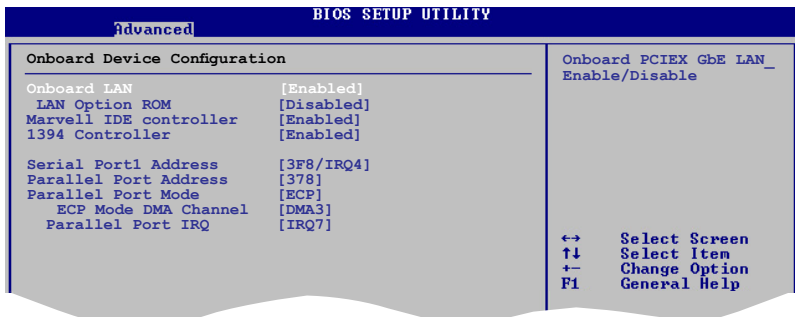 BIOS SETUP UTILITY
Advanced
Onboard Device Configuration
Onboard LAN [Enabled]
LAN Option ROM [Disabled]
Marvell IDE controller [Enabled]
1394 Controller [Enabled]
Serial Port1 Address [3F8/IRQ4]
Parallel Port Address [378]
Parallel Port Mode [ECP]
ECP Mode DMA Channel [DMA3]
Parallel Port IRQ [IRQ7]
Onboard PCIEX GbE LAN_
Enable/Disable
←→ Select Screen
↑↓ Select Item
+- Change Option
F1 General Help